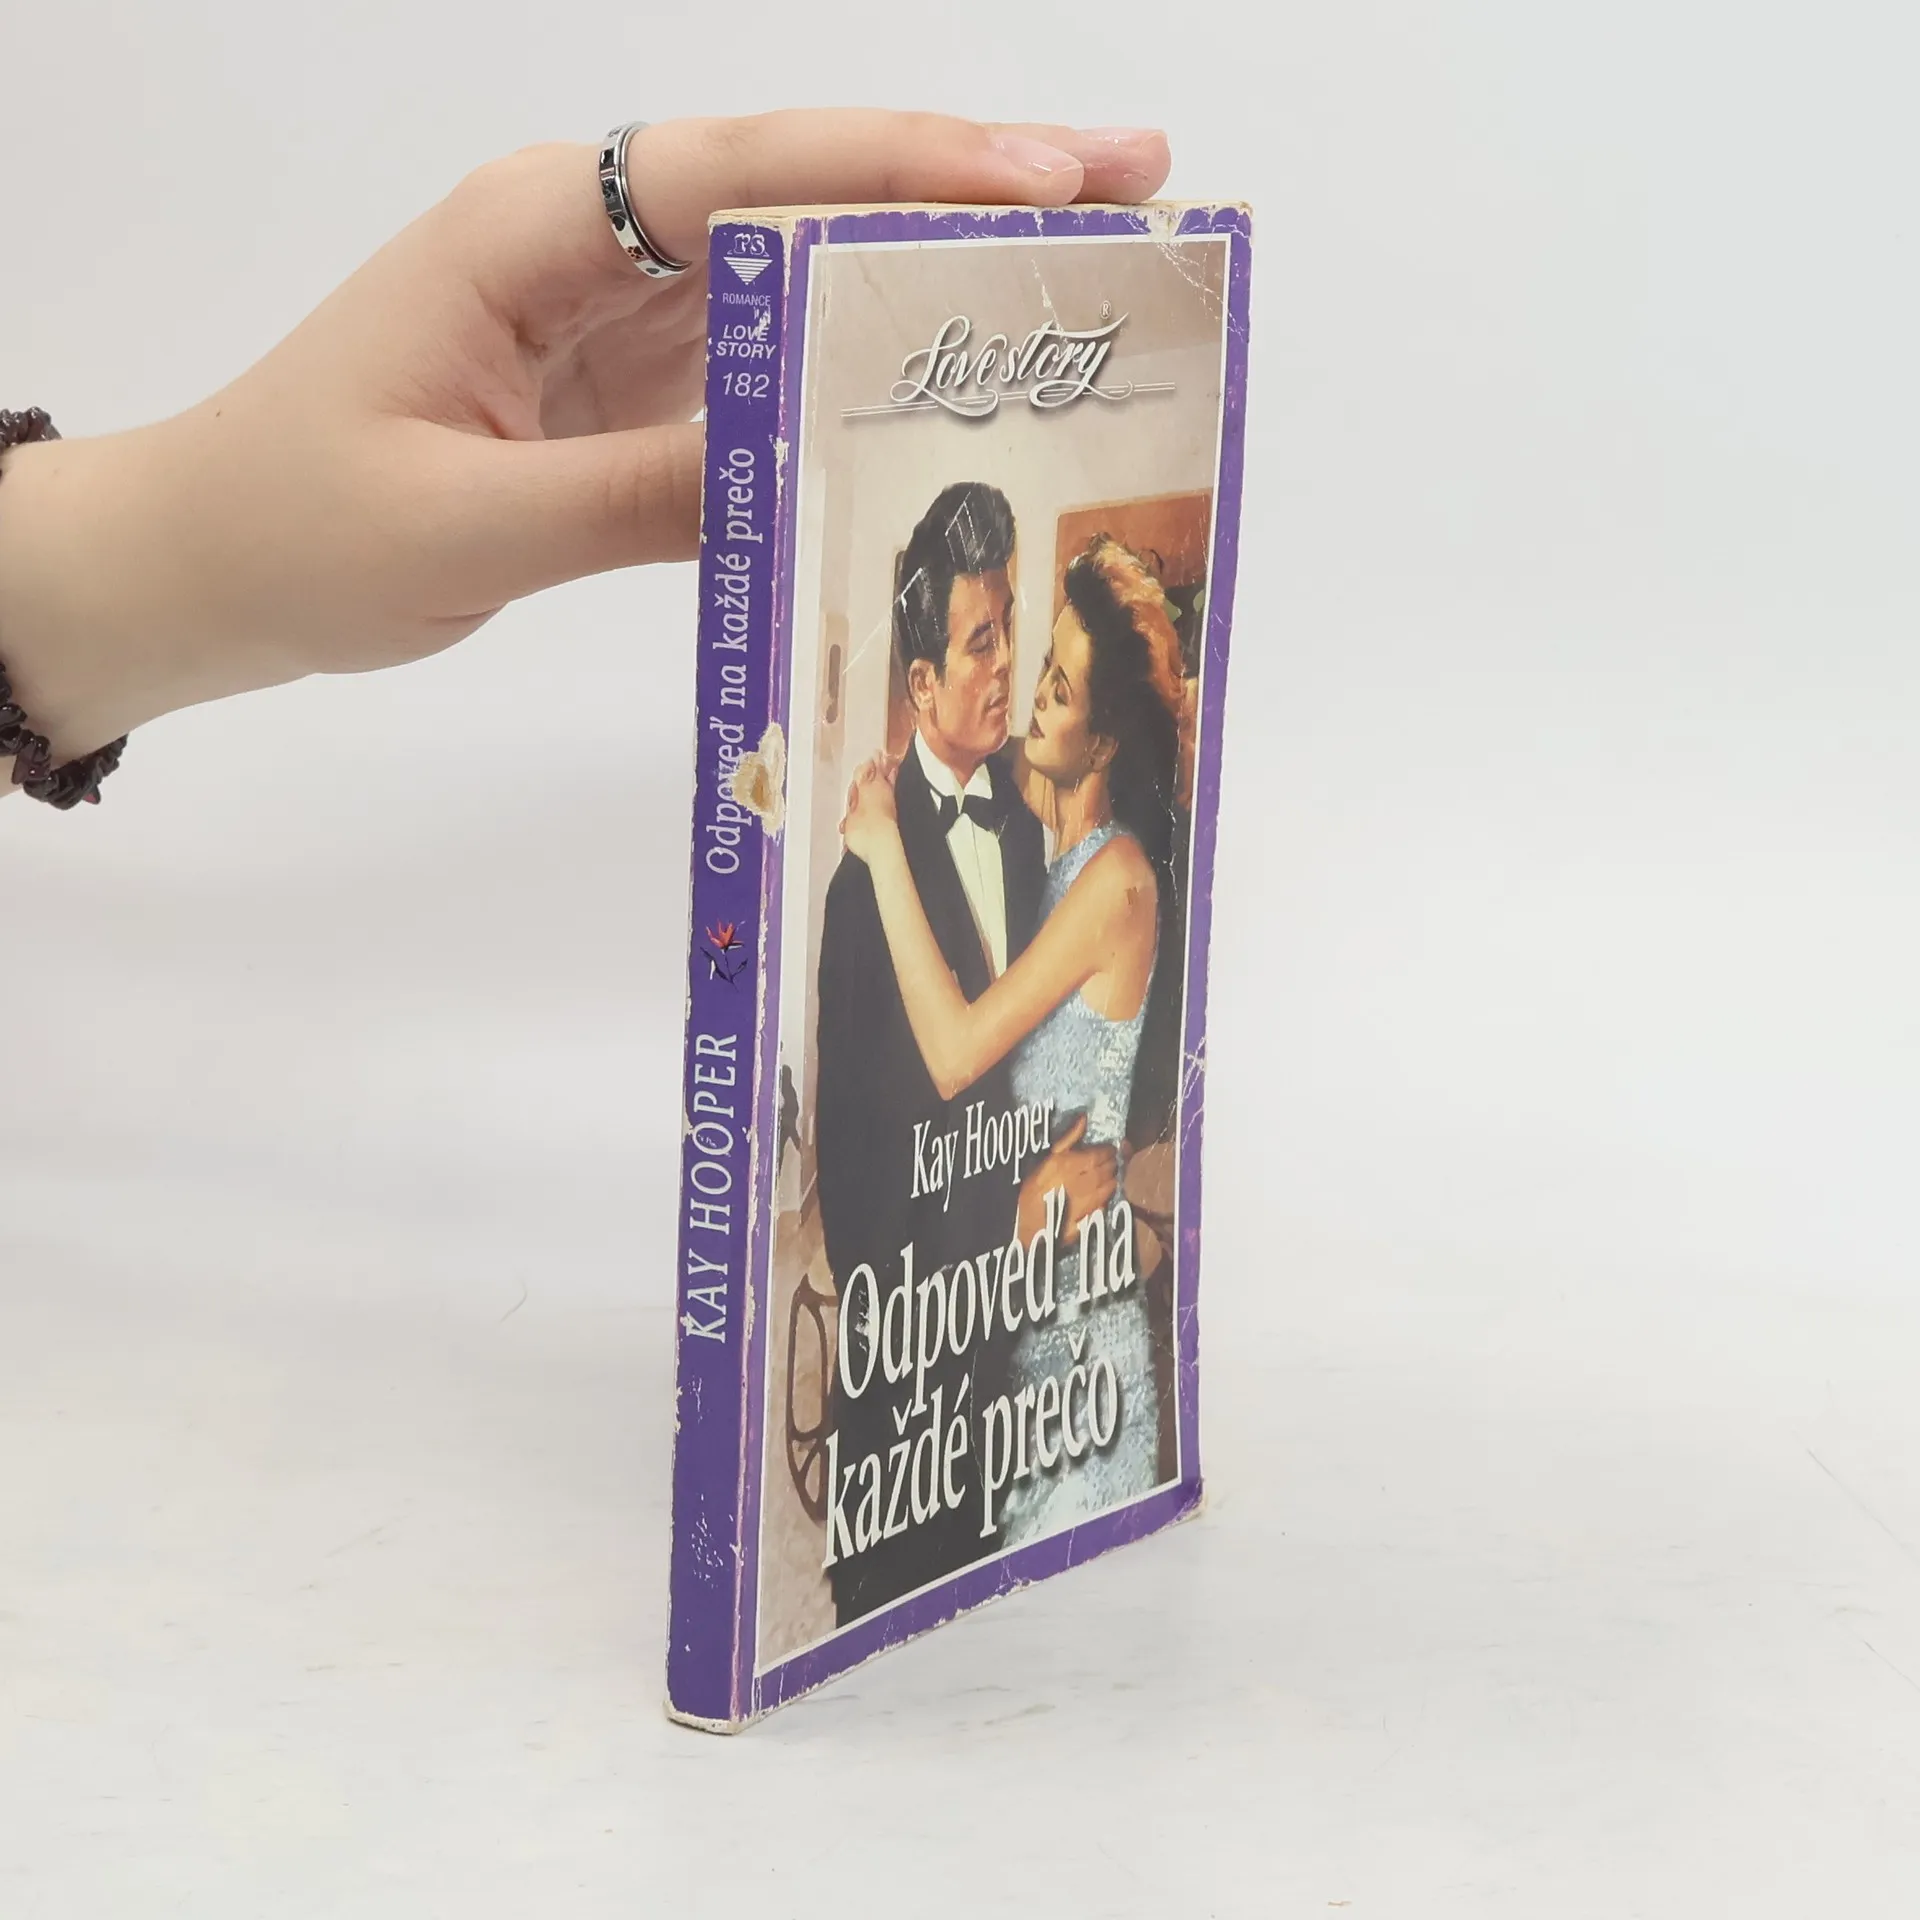 rs
ROMANCE
LOVE
STORY
182
Odpoveď na každé prečo
KAY HOOPER
Love story®
Kay Hooper
Odpoveď na
každé prečo